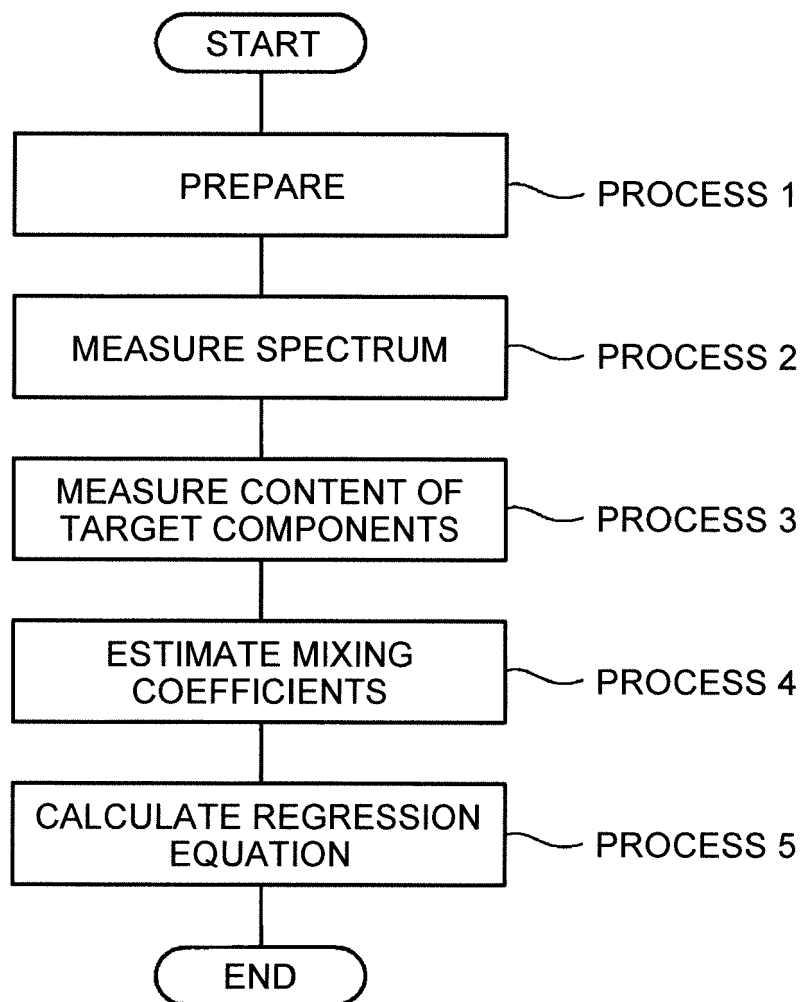 START
PREPARE
PROCESS 1
MEASURE SPECTRUM
PROCESS 2
MEASURE CONTENT OF
TARGET COMPONENTS
PROCESS 3
ESTIMATE MIXING
COEFFICIENTS
PROCESS 4
CALCULATE REGRESSION
EQUATION
PROCESS 5
END